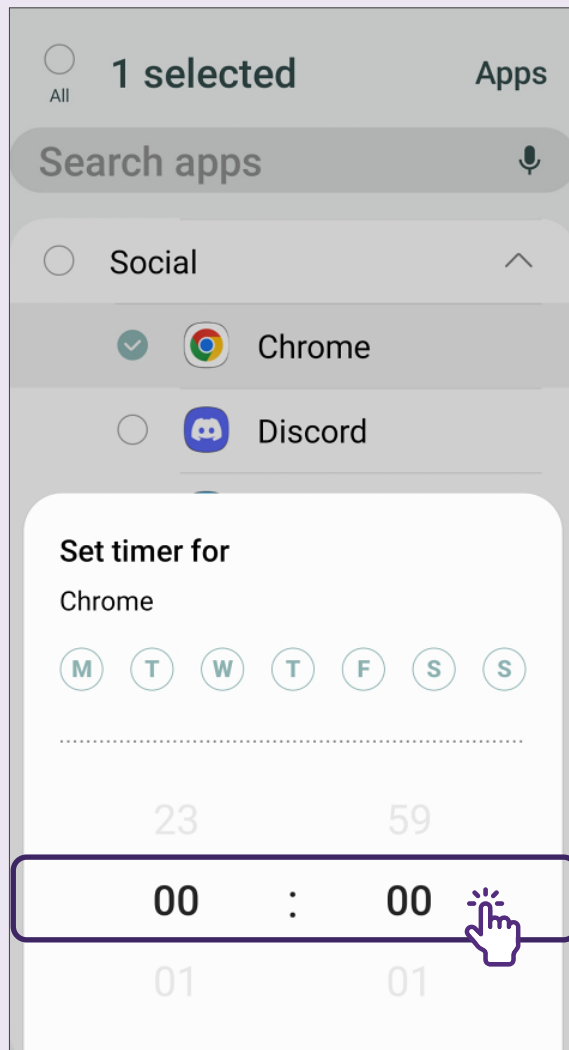 1 selected
Apps
All
Search apps
Social
Chrome
Discord
Set timer for
Chrome
M T W T F S S
23 59
00 : 00
01 01